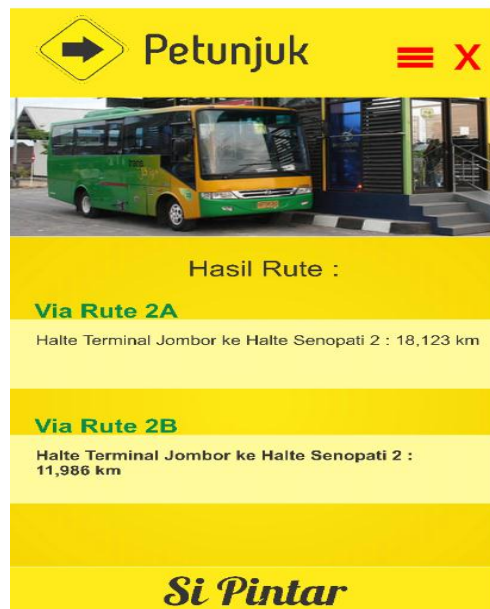 Petunjuk
X
Hasil Rute :
Via Rute 2A
Halte Terminal Jombor ke Halte Senopati 2 : 18,123 km
Via Rute 2B
Halte Terminal Jombor ke Halte Senopati 2 :
11,986 km
Si Pintar